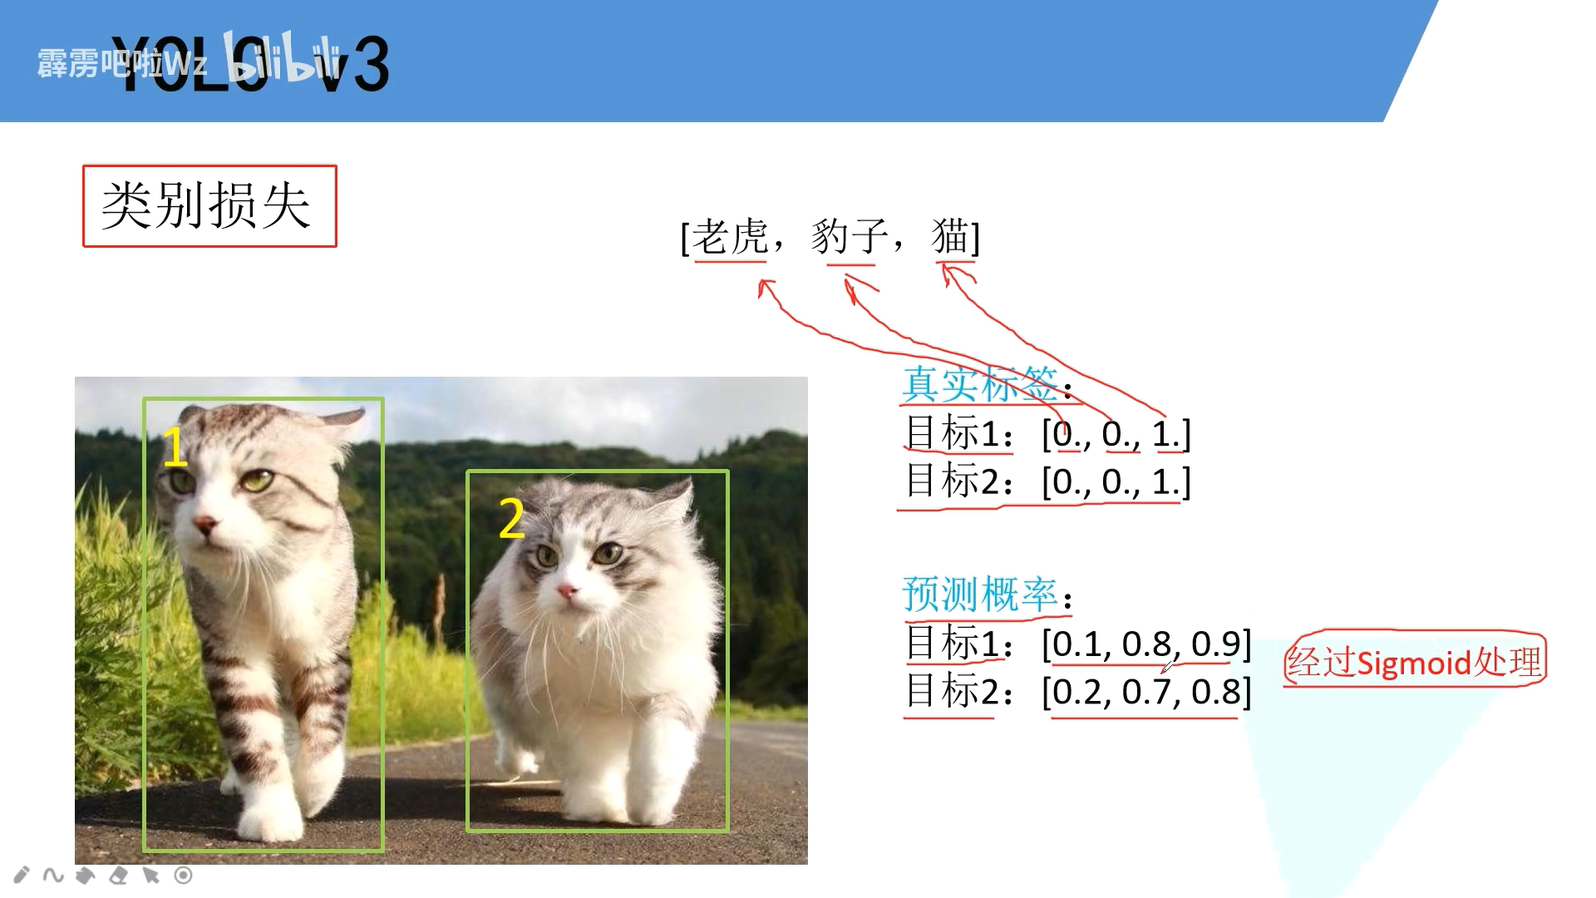 YOLO v3
霹雳吧啦Wz bilibili
类别损失
[老虎，豹子，猫]
真实标签：
目标1：[0., 0., 1.]
目标2：[0., 0., 1.]
1
2
预测概率：
目标1：[0.1, 0.8, 0.9]
目标2：[0.2, 0.7, 0.8]
经过Sigmoid处理